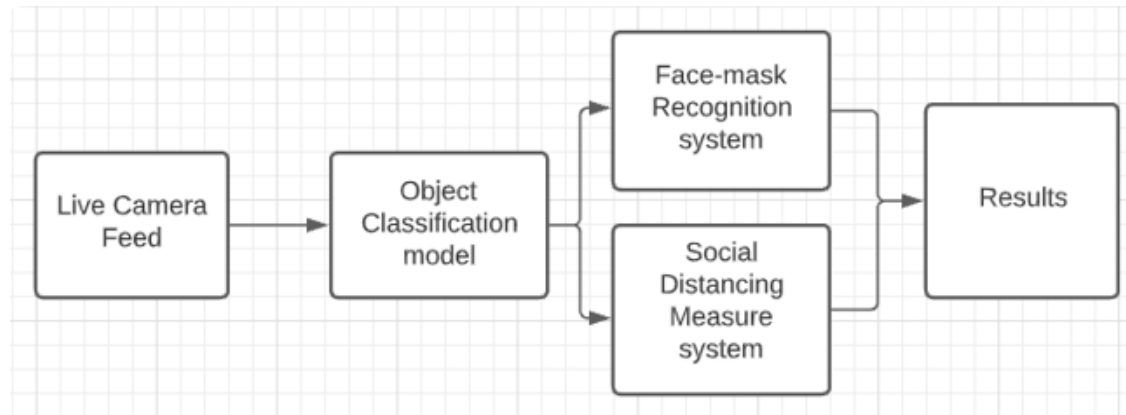 Live Camera
Feed
Object
Classification
model
Face-mask
Recognition
system
Social
Distancing
Measure
system
Results